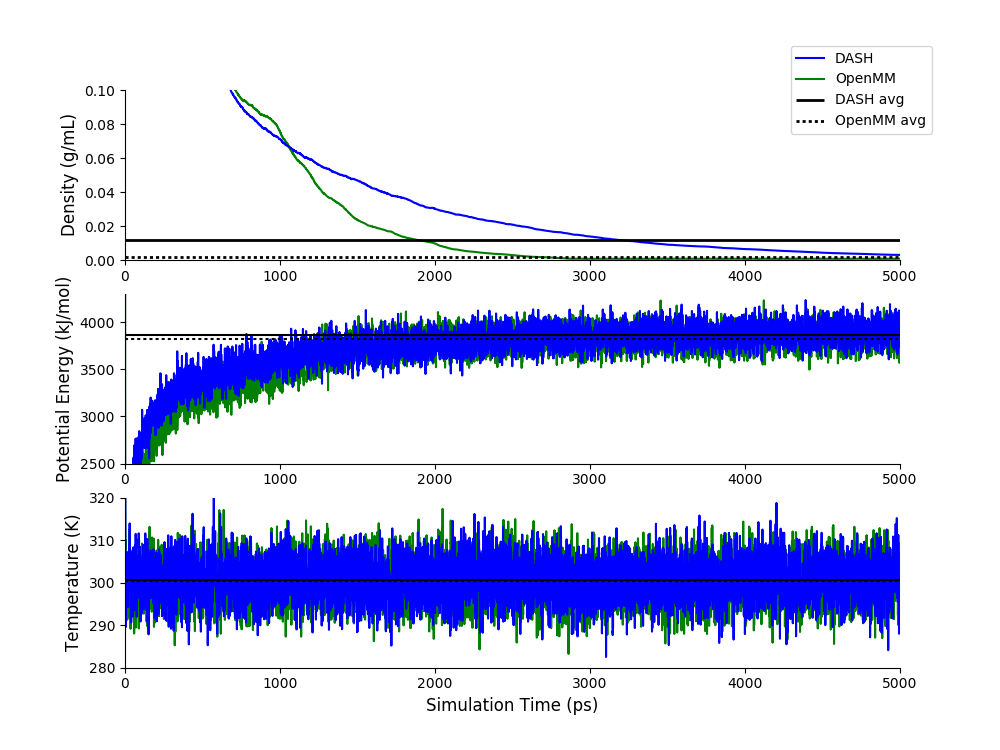 DASH
OpenMM
DASH avg
OpenMM avg
Density (g/mL)
0.10
0.08
0.06
0.04
0.02
0.00
0 1000 2000 3000 4000 5000
Potential Energy (kJ/mol)
4000
3500
3000
2500
0 1000 2000 3000 4000 5000
Temperature (K)
320
310
300
290
280
0 1000 2000 3000 4000 5000
Simulation Time (ps)